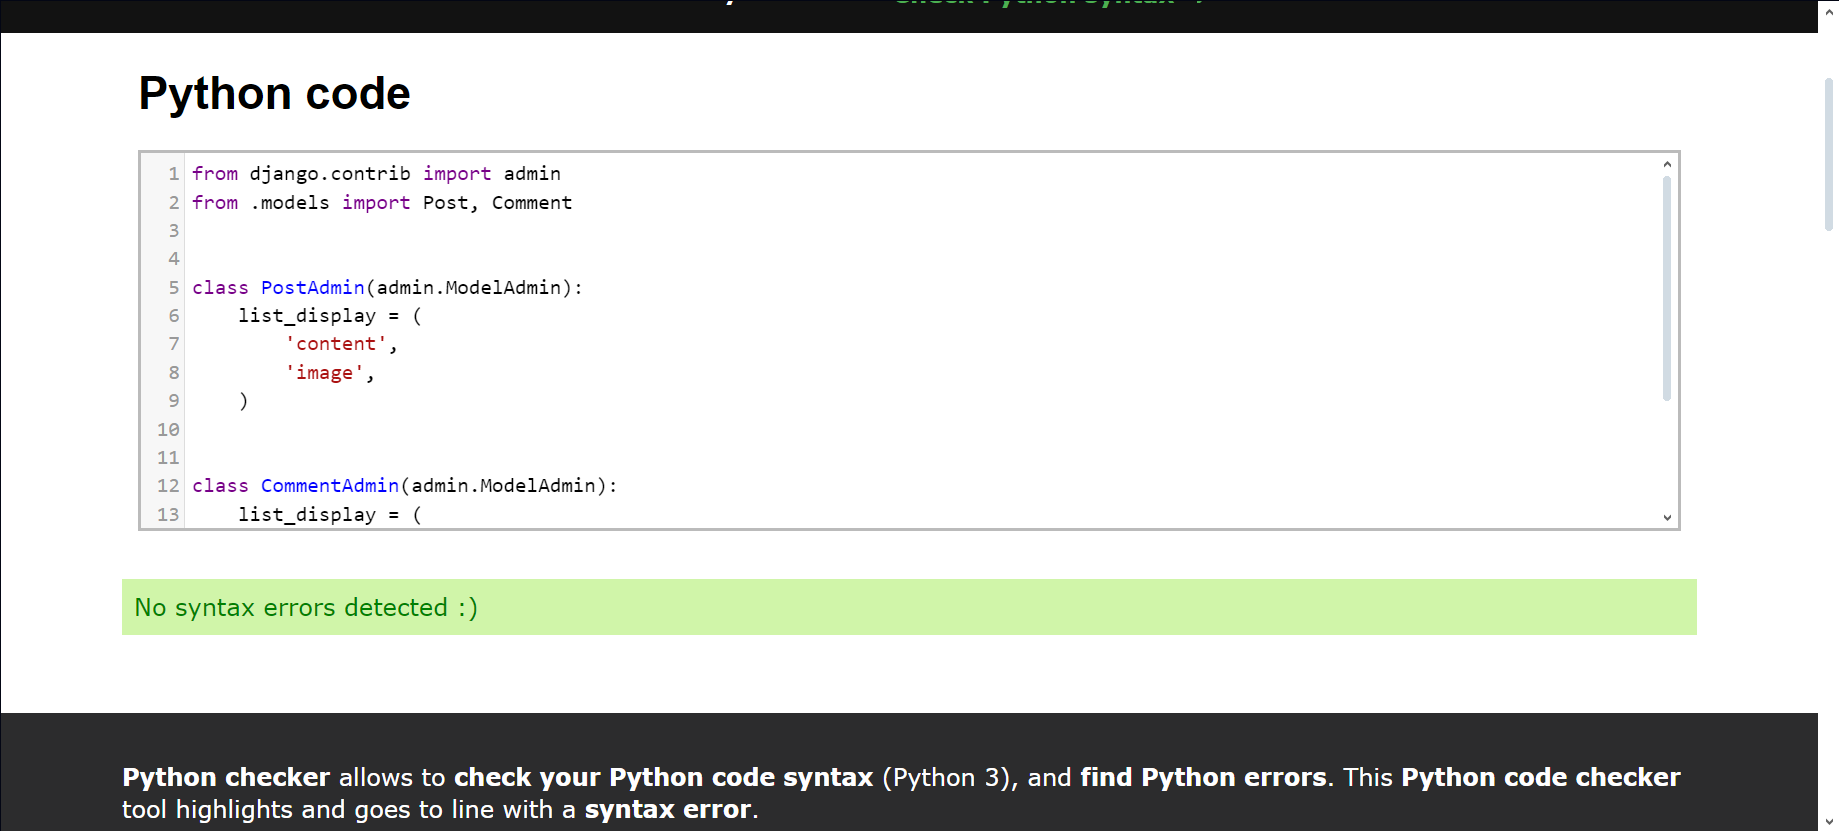 Python code
1 from django.contrib import admin
2 from .models import Post, Comment
3
4
5 class PostAdmin(admin.ModelAdmin):
6     list_display = (
7         'content',
8         'image',
9     )
10
11
12 class CommentAdmin(admin.ModelAdmin):
13     list_display = (
No syntax errors detected :)
Python checker allows to check your Python code syntax (Python 3), and find Python errors. This Python code checker
tool highlights and goes to line with a syntax error.